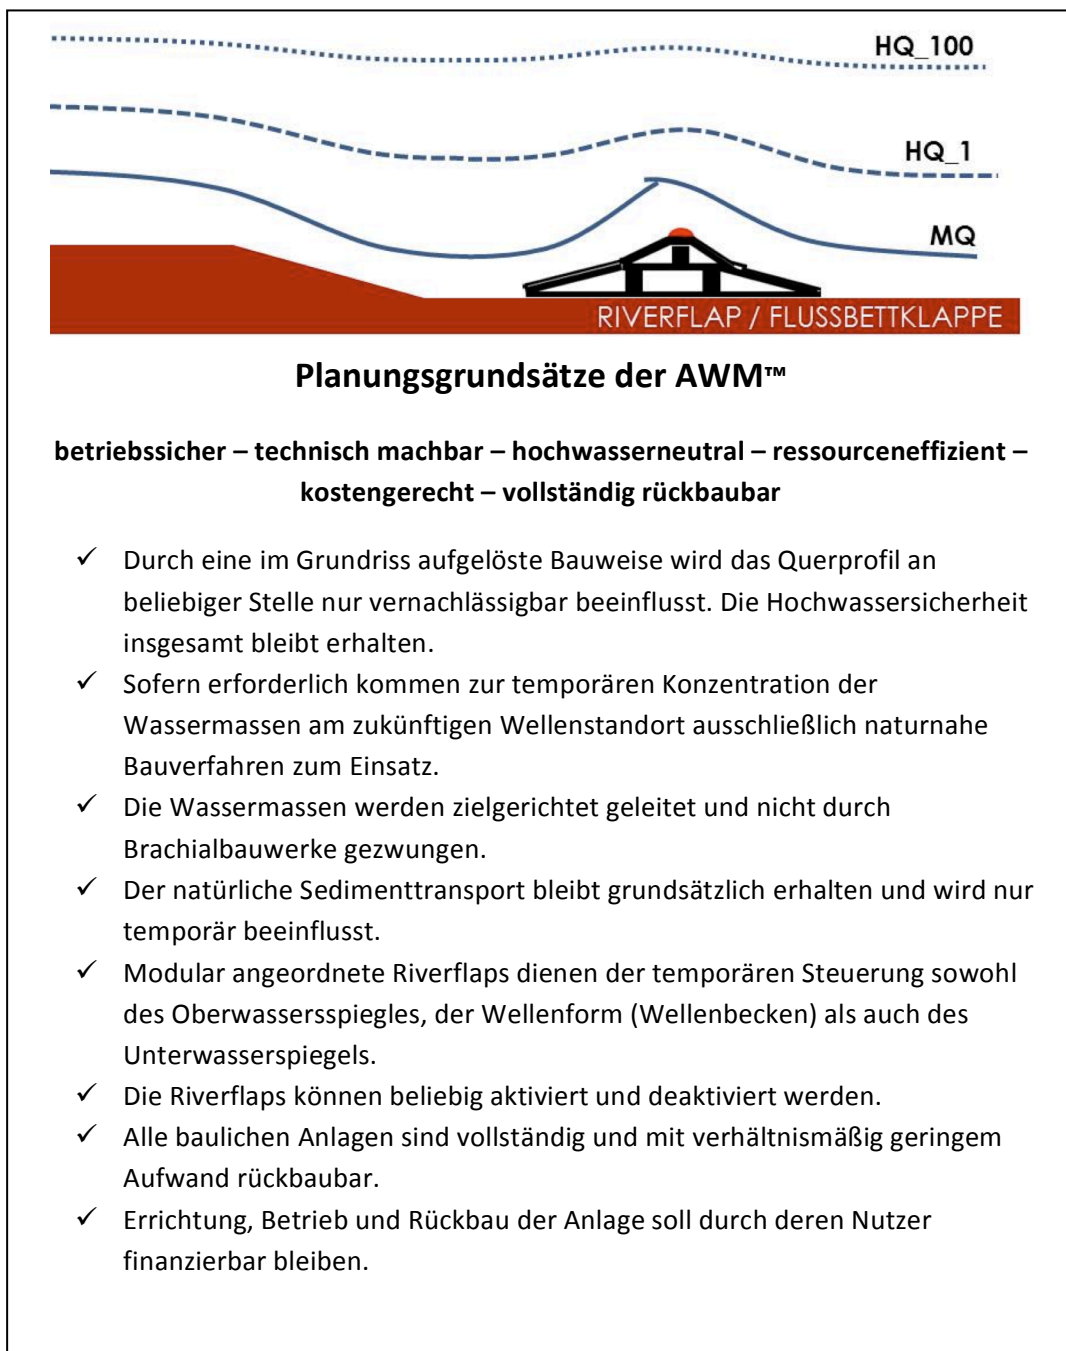 HQ_100
HQ_1
MQ
RIVERFLAP / FLUSSBETTKLAPPE
Planungsgrundsätze der AWM™
betriebssicher – technisch machbar – hochwasserneutral – ressourceneffizient –
kostengerecht – vollständig rückbaubar
✓ Durch eine im Grundriss aufgelöste Bauweise wird das Querprofil an
beliebiger Stelle nur vernachlässigbar beeinflusst. Die Hochwassersicherheit
insgesamt bleibt erhalten.
✓ Sofern erforderlich kommen zur temporären Konzentration der
Wassermassen am zukünftigen Wellenstandort ausschließlich naturnahe
Bauverfahren zum Einsatz.
✓ Die Wassermassen werden zielgerichtet geleitet und nicht durch
Brachialbauwerke gezwungen.
✓ Der natürliche Sedimenttransport bleibt grundsätzlich erhalten und wird nur
temporär beeinflusst.
✓ Modular angeordnete Riverflaps dienen der temporären Steuerung sowohl
des Oberwassersspiegles, der Wellenform (Wellenbecken) als auch des
Unterwasserspiegels.
✓ Die Riverflaps können beliebig aktiviert und deaktiviert werden.
✓ Alle baulichen Anlagen sind vollständig und mit verhältnismäßig geringem
Aufwand rückbaubar.
✓ Errichtung, Betrieb und Rückbau der Anlage soll durch deren Nutzer
finanzierbar bleiben.